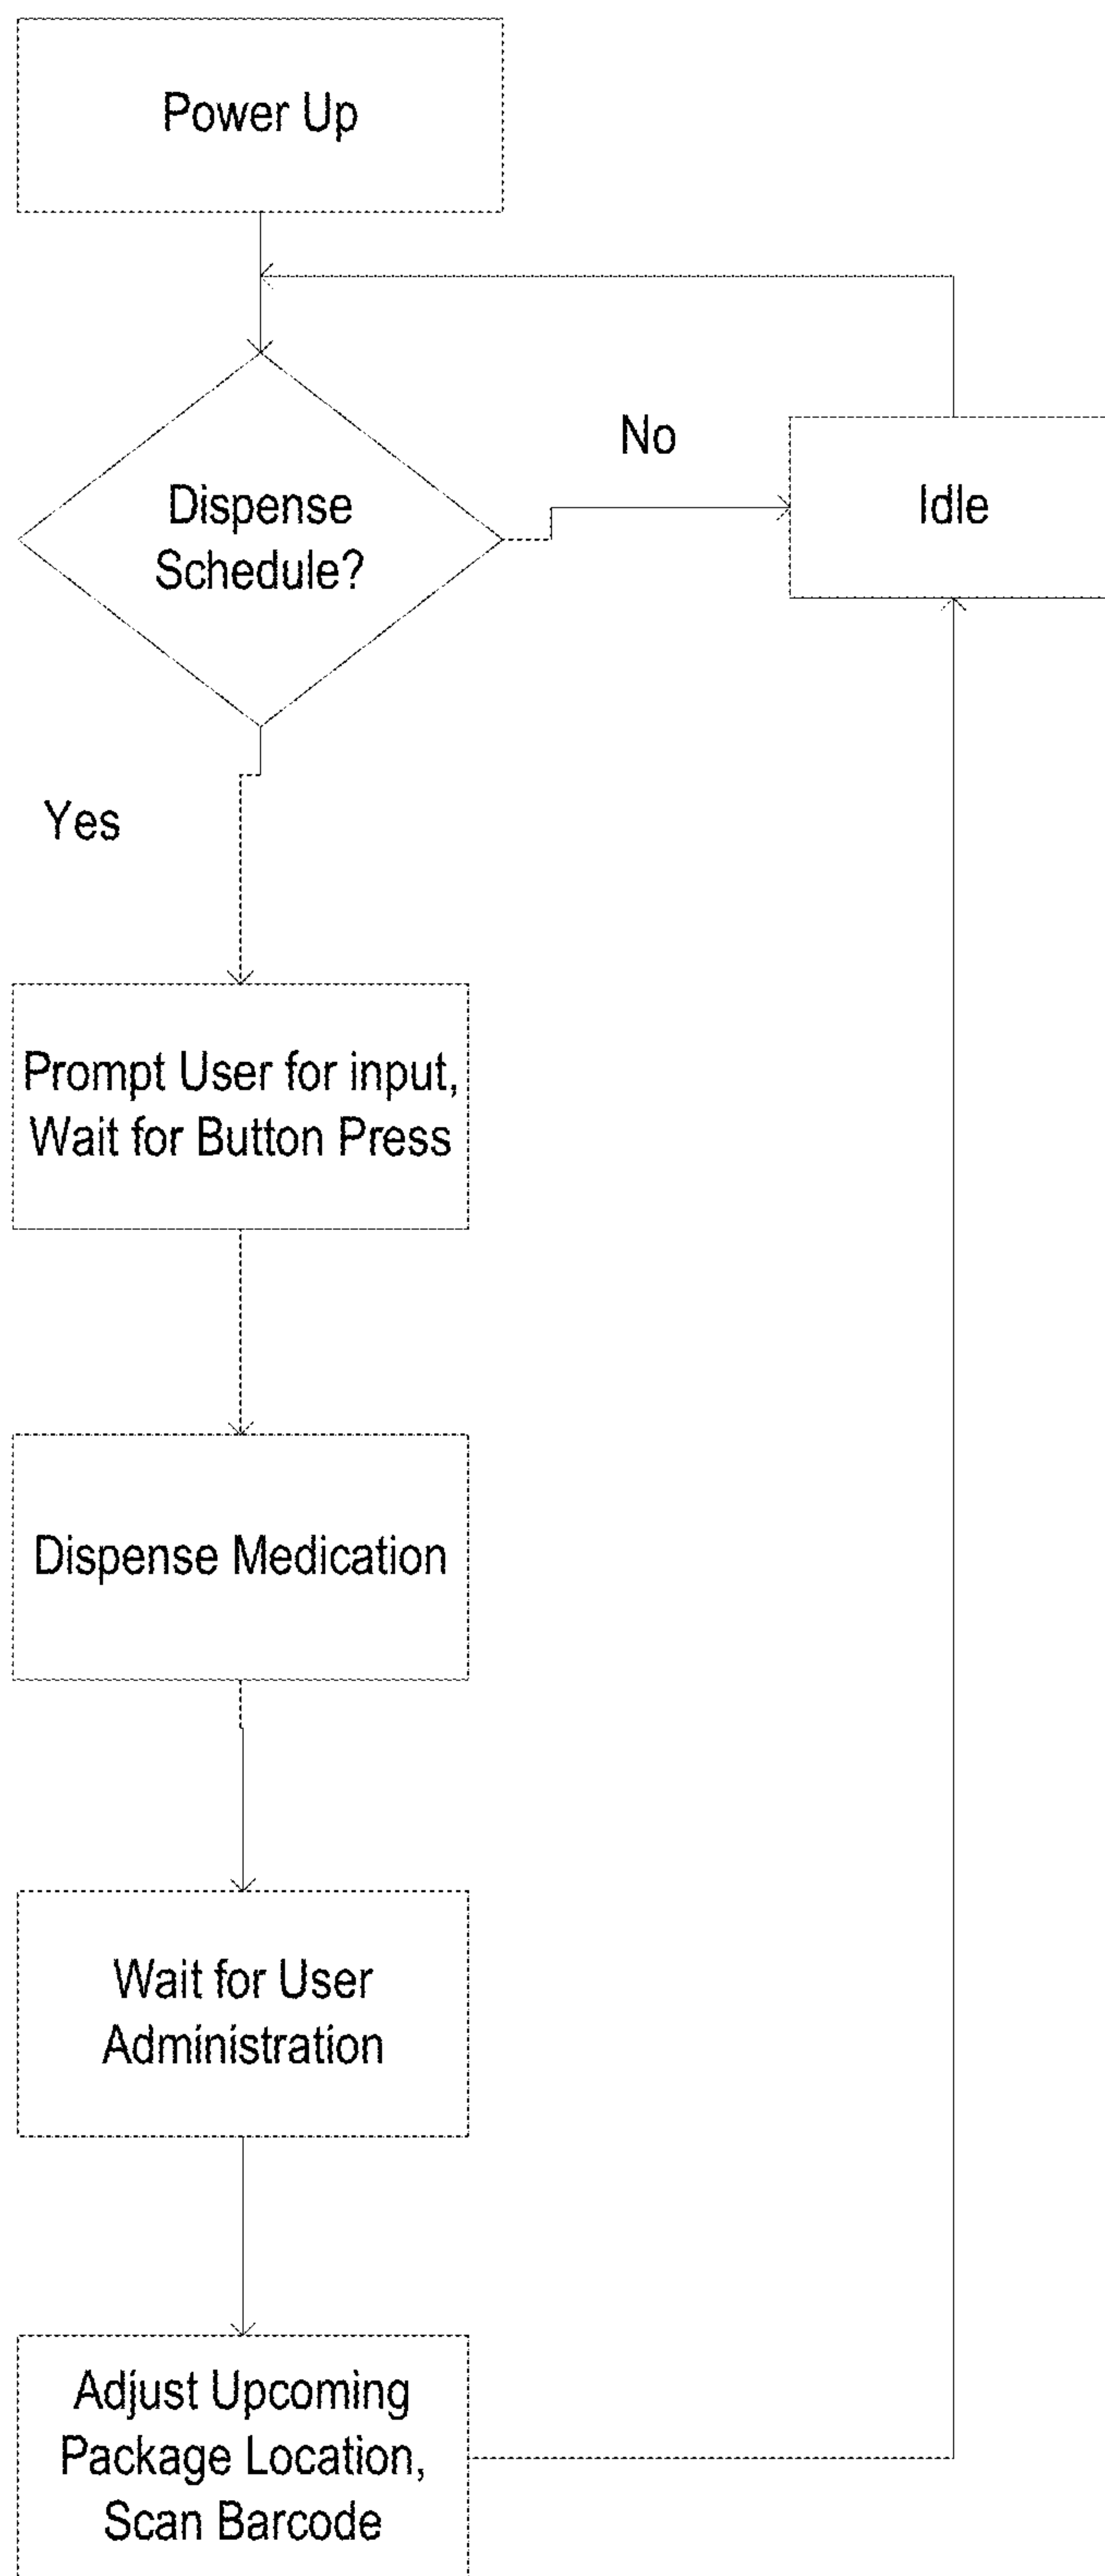 Power Up
No
Idle
Dispense
Schedule?
Yes
Prompt User for input,
Wait for Button Press
Dispense Medication
Wait for User
Administration
Adjust Upcoming
Package Location,
Scan Barcode